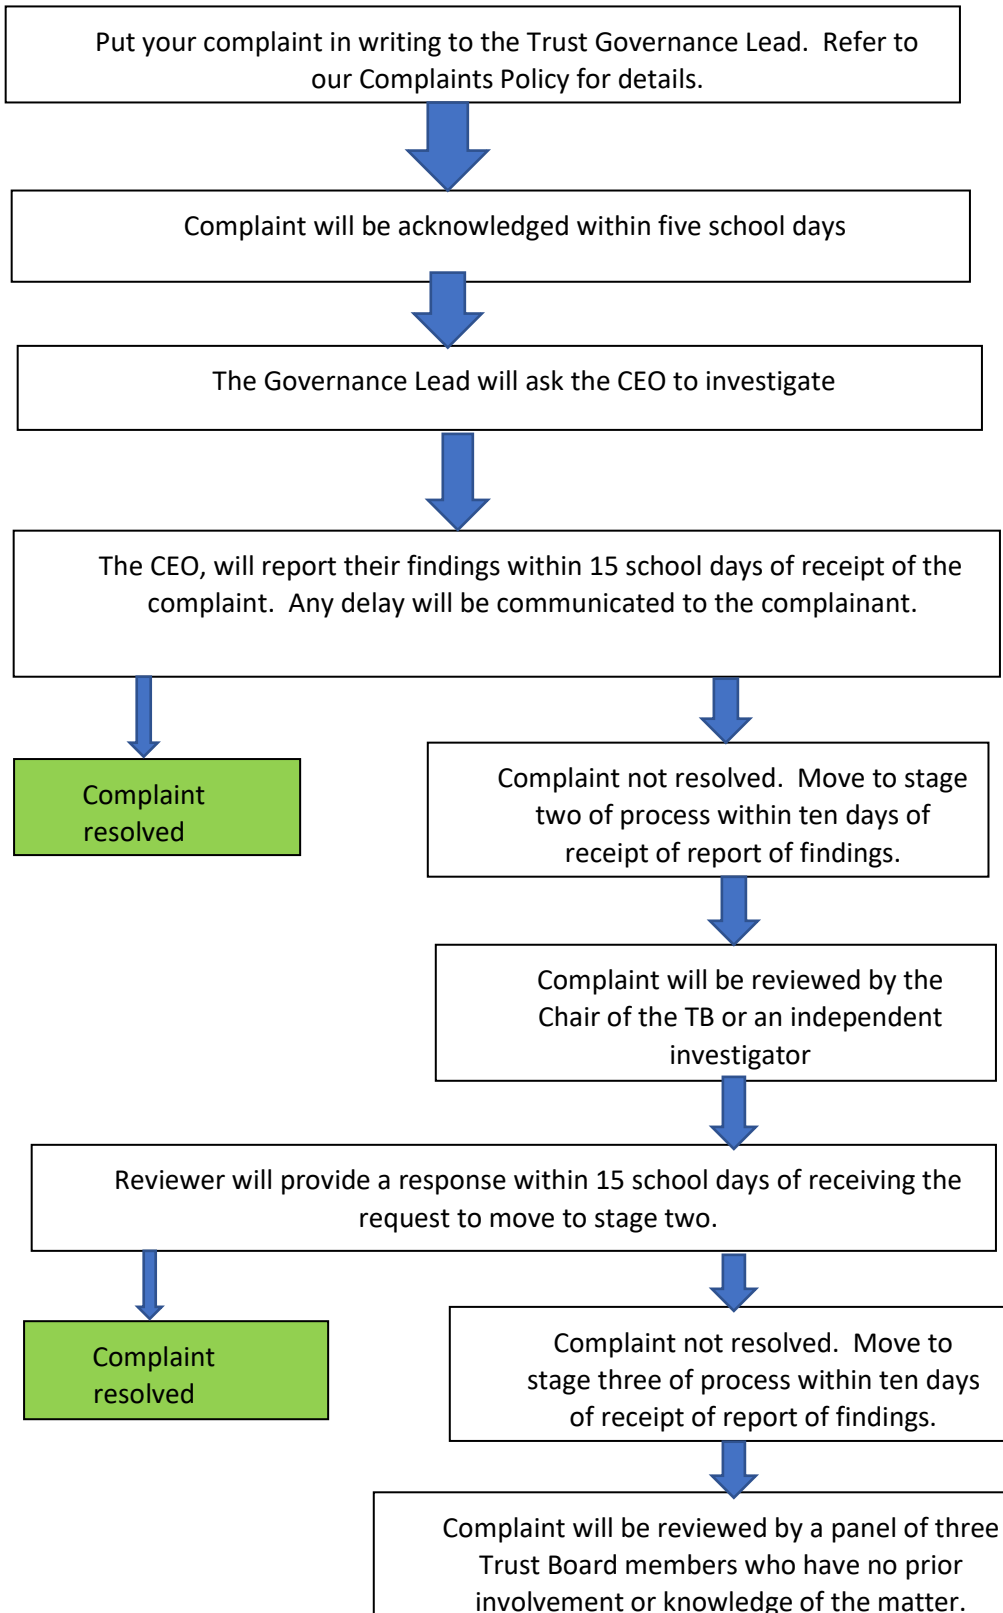 Put your complaint in writing to the Trust Governance Lead.  Refer to
our Complaints Policy for details.
Complaint will be acknowledged within five school days
The Governance Lead will ask the CEO to investigate
The CEO, will report their findings within 15 school days of receipt of the
complaint.  Any delay will be communicated to the complainant.
Complaint
resolved
Complaint not resolved.  Move to stage
two of process within ten days of
receipt of report of findings.
Complaint will be reviewed by the
Chair of the TB or an independent
investigator
Reviewer will provide a response within 15 school days of receiving the
request to move to stage two.
Complaint
resolved
Complaint not resolved.  Move to
stage three of process within ten days
of receipt of report of findings.
Complaint will be reviewed by a panel of three
Trust Board members who have no prior
involvement or knowledge of the matter.